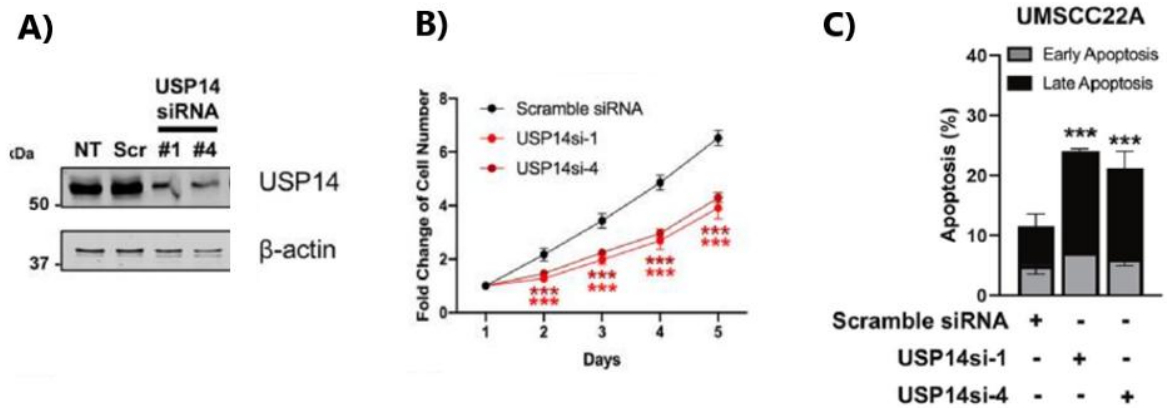 A)
USP14
siRNA
kDa NT Scr #1 #4
USP14
50
β-actin
37
B)
Fold Change of Cell Number
8
6
4
2
0
Scramble siRNA
USP14si-1
USP14si-4
*** *** *** ***
*** *** *** ***
1 2 3 4 5
Days
C)
UMSCC22A
Apoptosis (%)
40
30
20
10
0
Early Apoptosis
Late Apoptosis
*** ***
Scramble siRNA + - -
USP14si-1 - + -
USP14si-4 - - +